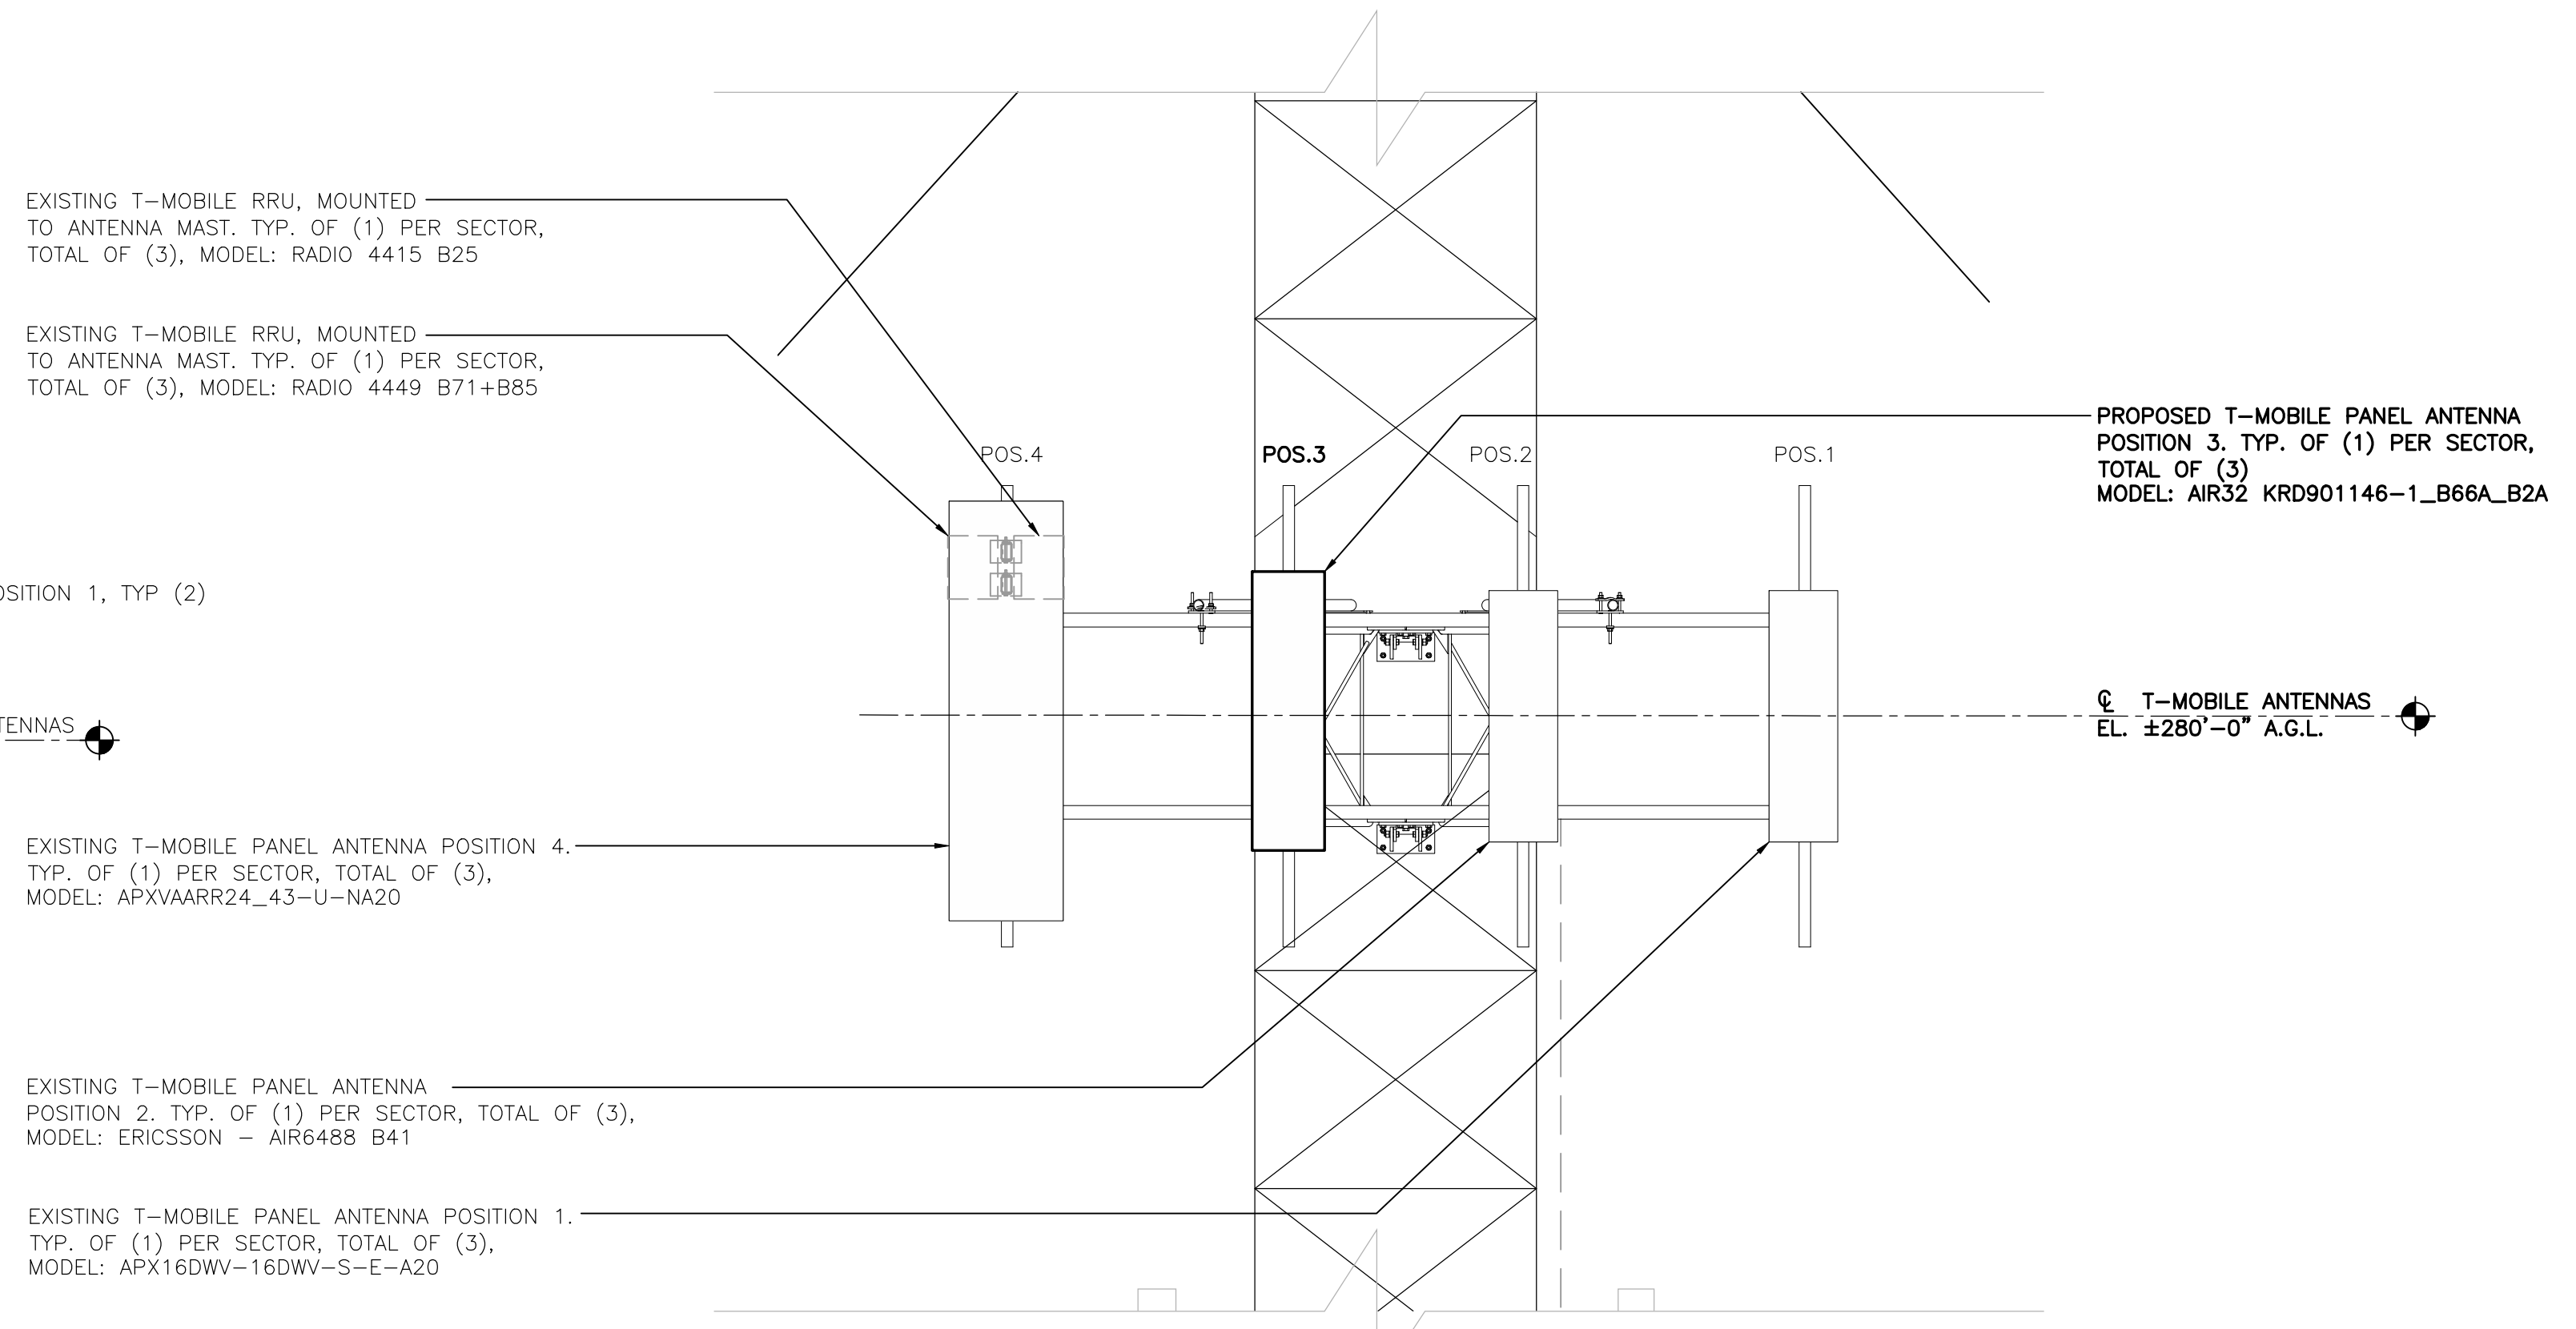 EXISTING T-MOBILE RRU, MOUNTED
TO ANTENNA MAST. TYP. OF (1) PER SECTOR,
TOTAL OF (3), MODEL: RADIO 4415 B25
EXISTING T-MOBILE RRU, MOUNTED
TO ANTENNA MAST. TYP. OF (1) PER SECTOR,
TOTAL OF (3), MODEL: RADIO 4449 B71+B85
PROPOSED T-MOBILE PANEL ANTENNA
POSITION 3. TYP. OF (1) PER SECTOR,
TOTAL OF (3)
MODEL: AIR32 KRD901146-1_B66A_B2A
POS.4
POS.3
POS.2
POS.1
OSITION 1, TYP (2)
TENNAS
℄ T-MOBILE ANTENNAS
EL. ±280'-0" A.G.L.
EXISTING T-MOBILE PANEL ANTENNA POSITION 4.
TYP. OF (1) PER SECTOR, TOTAL OF (3),
MODEL: APXVAARR24_43-U-NA20
EXISTING T-MOBILE PANEL ANTENNA
POSITION 2. TYP. OF (1) PER SECTOR, TOTAL OF (3),
MODEL: ERICSSON - AIR6488 B41
EXISTING T-MOBILE PANEL ANTENNA POSITION 1.
TYP. OF (1) PER SECTOR, TOTAL OF (3),
MODEL: APX16DWV-16DWV-S-E-A20